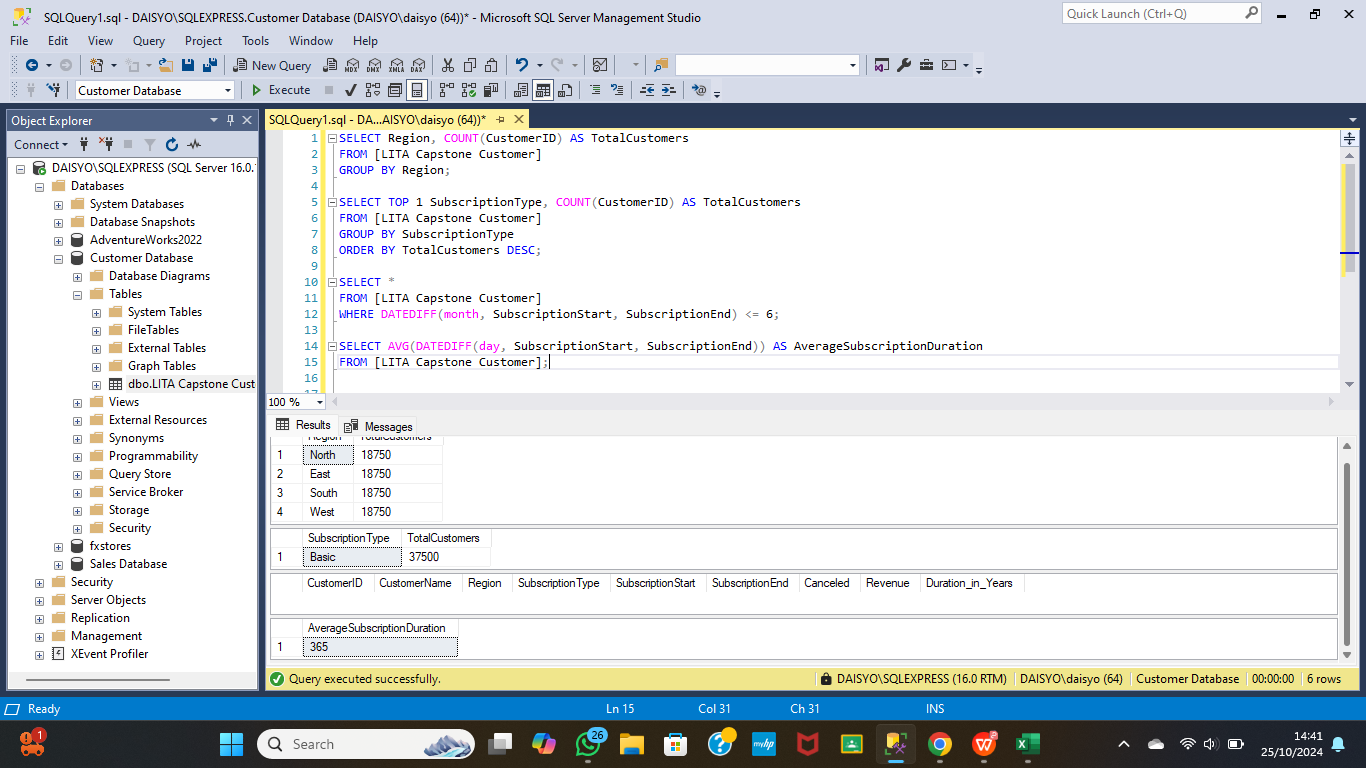 SQLQuery1.sql - DAISYO\SQLEXPRESS.Customer Database (DAISYO\daisyo (64))* - Microsoft SQL Server Management Studio
Quick Launch (Ctrl+Q)
File Edit View Query Project Tools Window Help
New Query MDX DMX XMLA DAX
Customer Database Execute
Object Explorer
Connect
DAISYO\SQLEXPRESS (SQL Server 16.0.
Databases
System Databases
Database Snapshots
AdventureWorks2022
Customer Database
Database Diagrams
Tables
System Tables
FileTables
External Tables
Graph Tables
dbo.LITA Capstone Cust
Views
External Resources
Synonyms
Programmability
Query Store
Service Broker
Storage
Security
fxstores
Sales Database
Security
Server Objects
Replication
Management
XEvent Profiler
SQLQuery1.sql - DA...AISYO\daisyo (64))*
1 SELECT Region, COUNT(CustomerID) AS TotalCustomers
2 FROM [LITA Capstone Customer]
3 GROUP BY Region;
4
5 SELECT TOP 1 SubscriptionType, COUNT(CustomerID) AS TotalCustomers
6 FROM [LITA Capstone Customer]
7 GROUP BY SubscriptionType
8 ORDER BY TotalCustomers DESC;
9
10 SELECT *
11 FROM [LITA Capstone Customer]
12 WHERE DATEDIFF(month, SubscriptionStart, SubscriptionEnd) <= 6;
13
14 SELECT AVG(DATEDIFF(day, SubscriptionStart, SubscriptionEnd)) AS AverageSubscriptionDuration
15 FROM [LITA Capstone Customer];
16
17
100 %
Results Messages
Region TotalCustomers
1 North 18750
2 East 18750
3 South 18750
4 West 18750
SubscriptionType TotalCustomers
1 Basic 37500
CustomerID CustomerName Region SubscriptionType SubscriptionStart SubscriptionEnd Canceled Revenue Duration_in_Years
AverageSubscriptionDuration
1 365
Query executed successfully. DAISYO\SQLEXPRESS (16.0 RTM) DAISYO\daisyo (64) Customer Database 00:00:00 6 rows
Ready Ln 15 Col 31 Ch 31 INS
1 Search 26 myhp 14:41
25/10/2024